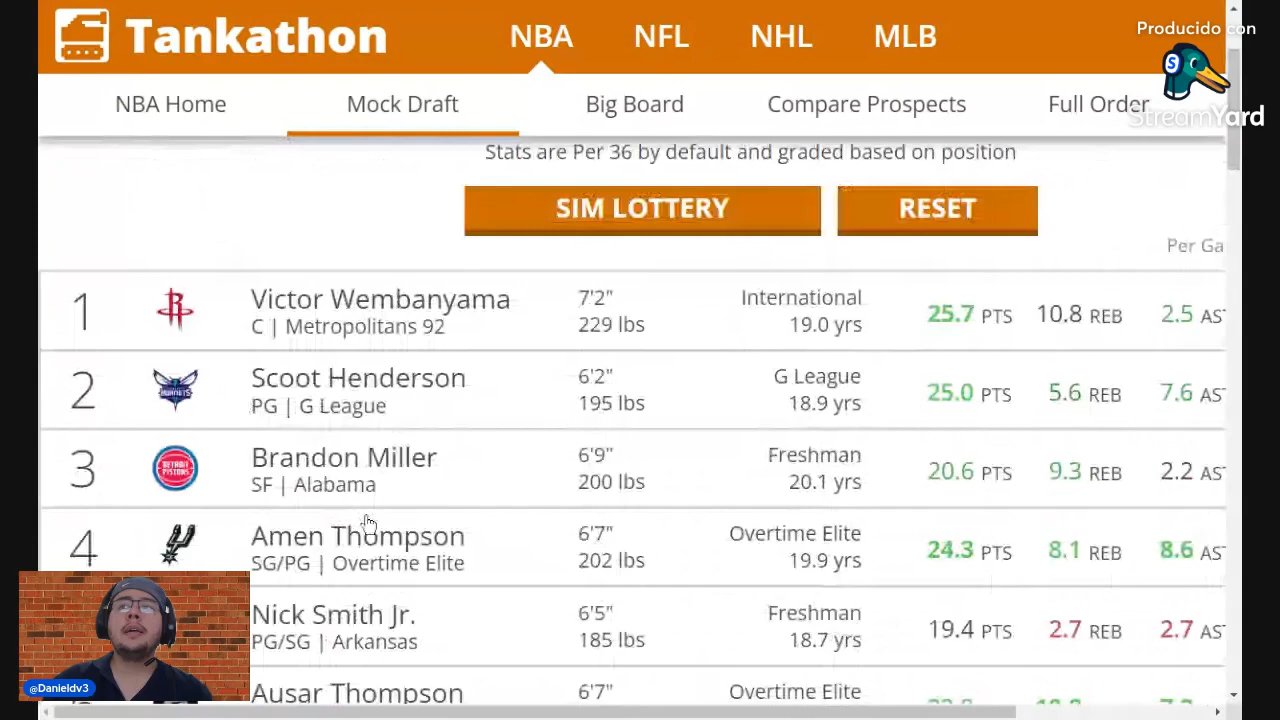 Tankathon
NBA
NFL
NHL
MLB
Producido con
StreamYard
NBA Home
Mock Draft
Big Board
Compare Prospects
Full Order
Stats are Per 36 by default and graded based on position
SIM LOTTERY
RESET
Per Ga
1
Victor Wembanyama
C | Metropolitans 92
7'2"
229 lbs
International
19.0 yrs
25.7 PTS
10.8 REB
2.5 AST
2
Scoot Henderson
PG | G League
6'2"
195 lbs
G League
18.9 yrs
25.0 PTS
5.6 REB
7.6 AST
3
DETROIT PISTONS
Brandon Miller
SF | Alabama
6'9"
200 lbs
Freshman
20.1 yrs
20.6 PTS
9.3 REB
2.2 AST
4
Amen Thompson
SG/PG | Overtime Elite
6'7"
202 lbs
Overtime Elite
19.9 yrs
24.3 PTS
8.1 REB
8.6 AST
Nick Smith Jr.
PG/SG | Arkansas
6'5"
185 lbs
Freshman
18.7 yrs
19.4 PTS
2.7 REB
2.7 AST
Ausar Thompson
6'7"
Overtime Elite
@Danieldv3